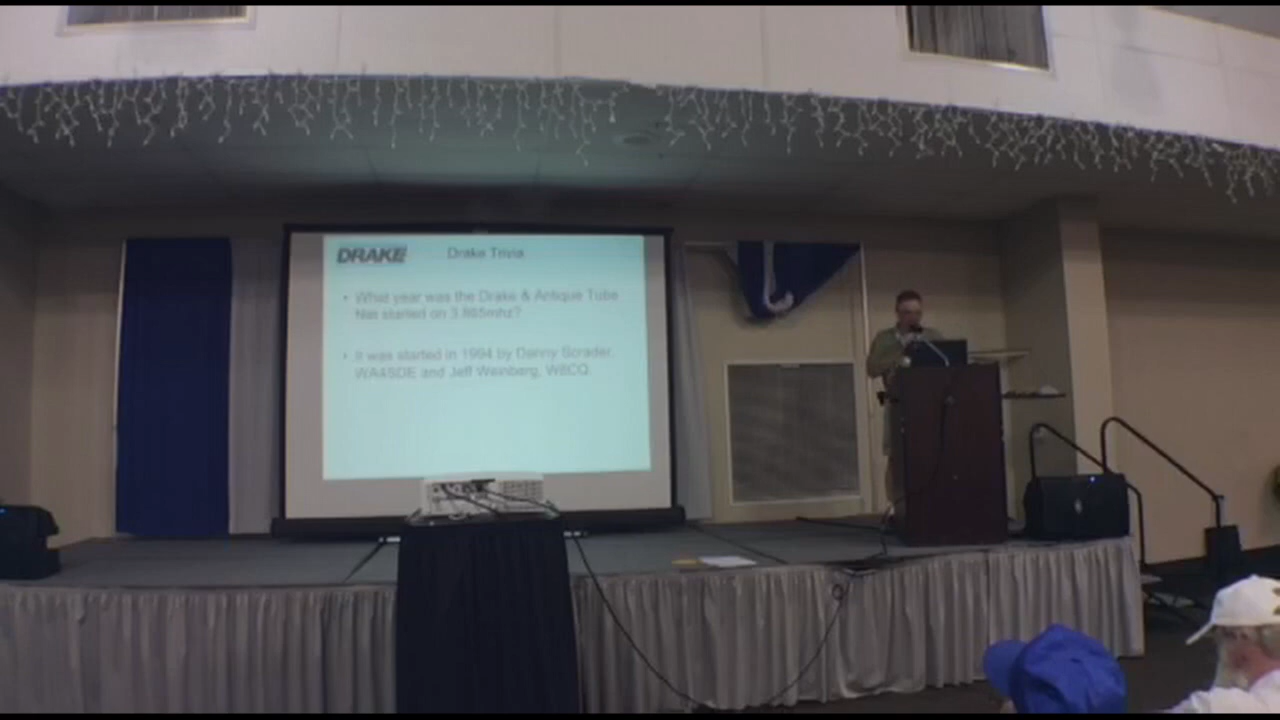 DRAKE
Drake Trivia
• What year was the Drake & Antique Tube
Net started on 3.865mhz?
• It was started in 1994 by Danny Scrader,
WA4SDE and Jeff Weinberg, W8CQ.